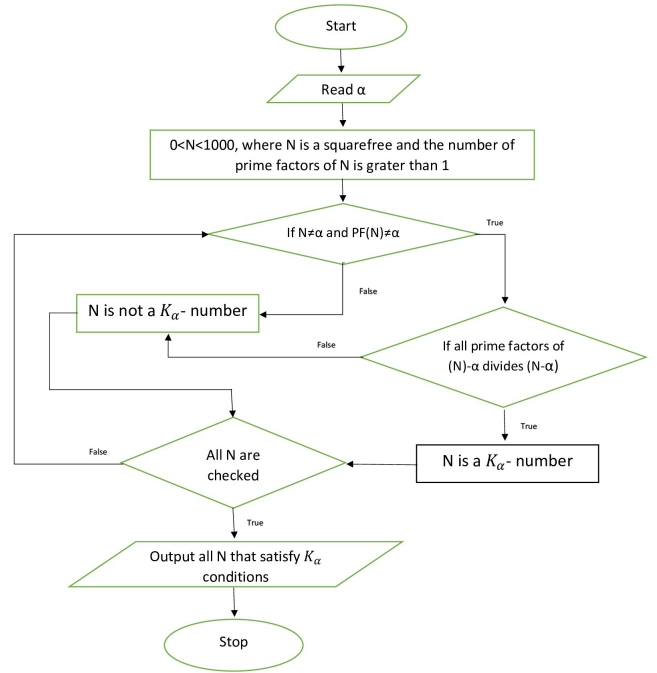 Start
Read α
0<N<1000, where N is a squarefree and the number of
prime factors of N is grater than 1
If N≠α and PF(N)≠α
True
False
N is not a Kα- number
False
If all prime factors of
(N)-α divides (N-α)
True
N is a Kα- number
All N are
checked
False
True
Output all N that satisfy Kα
conditions
Stop